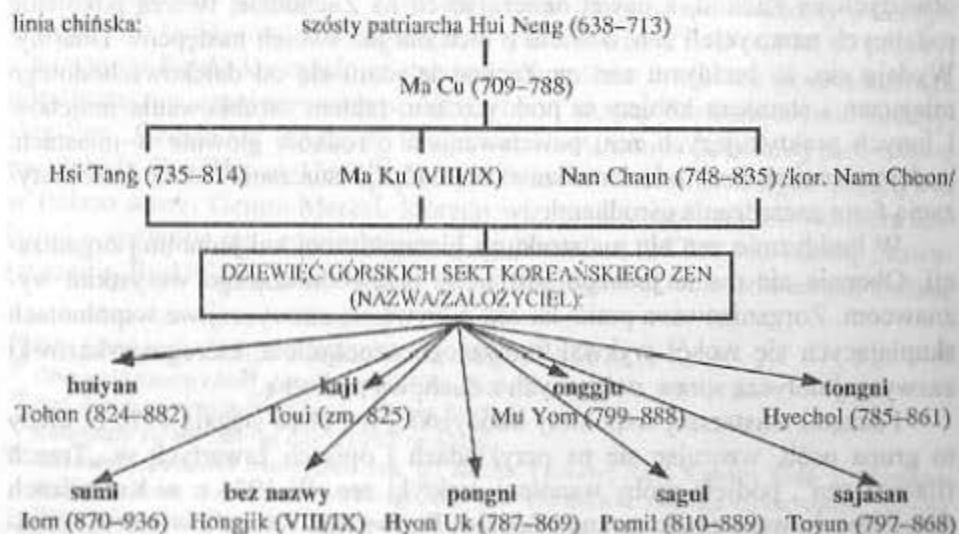 linia chińska: szósty patriarcha Hui Neng (638–713)
Ma Cu (709–788)
Hsi Tang (735–814) Ma Ku (VIII/IX) Nan Chaun (748–835) /kor. Nam Cheon/
DZIEWIĘĆ GÓRSKICH SEKT KOREAŃSKIEGO ZEN
(NAZWA/ZAŁOŻYCIEL):
huiyan kaji onggju tongni
Tohon (824–882) Toui (zm. 825) Mu Yom (799–888) Hyechol (785–861)
sumi bez nazwy pongni sagul sajasan
Iom (870–936) Hongjik (VIII/IX) Hyon Uk (787–869) Pomil (810–889) Toyun (797–868)